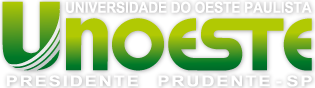 UNIVERSIDADE DO OESTE PAULISTA
UNOESTE
PRESIDENTE PRUDENTE-SP